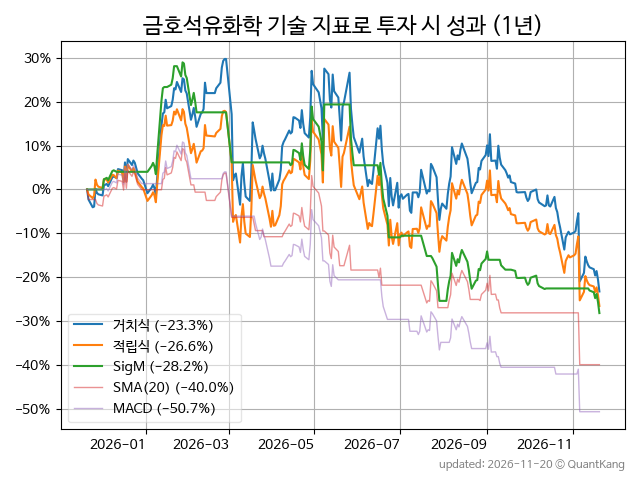 금호석유화학 기술 지표로 투자 시 성과 (1년)
30%
20%
10%
0%
−10%
−20%
−30%
−40%
−50%
거치식 (−23.3%)
적립식 (−26.6%)
SigM (−28.2%)
SMA(20) (−40.0%)
MACD (−50.7%)
2026-01
2026-03
2026-05
2026-07
2026-09
2026-11
updated: 2026-11-20 © QuantKang